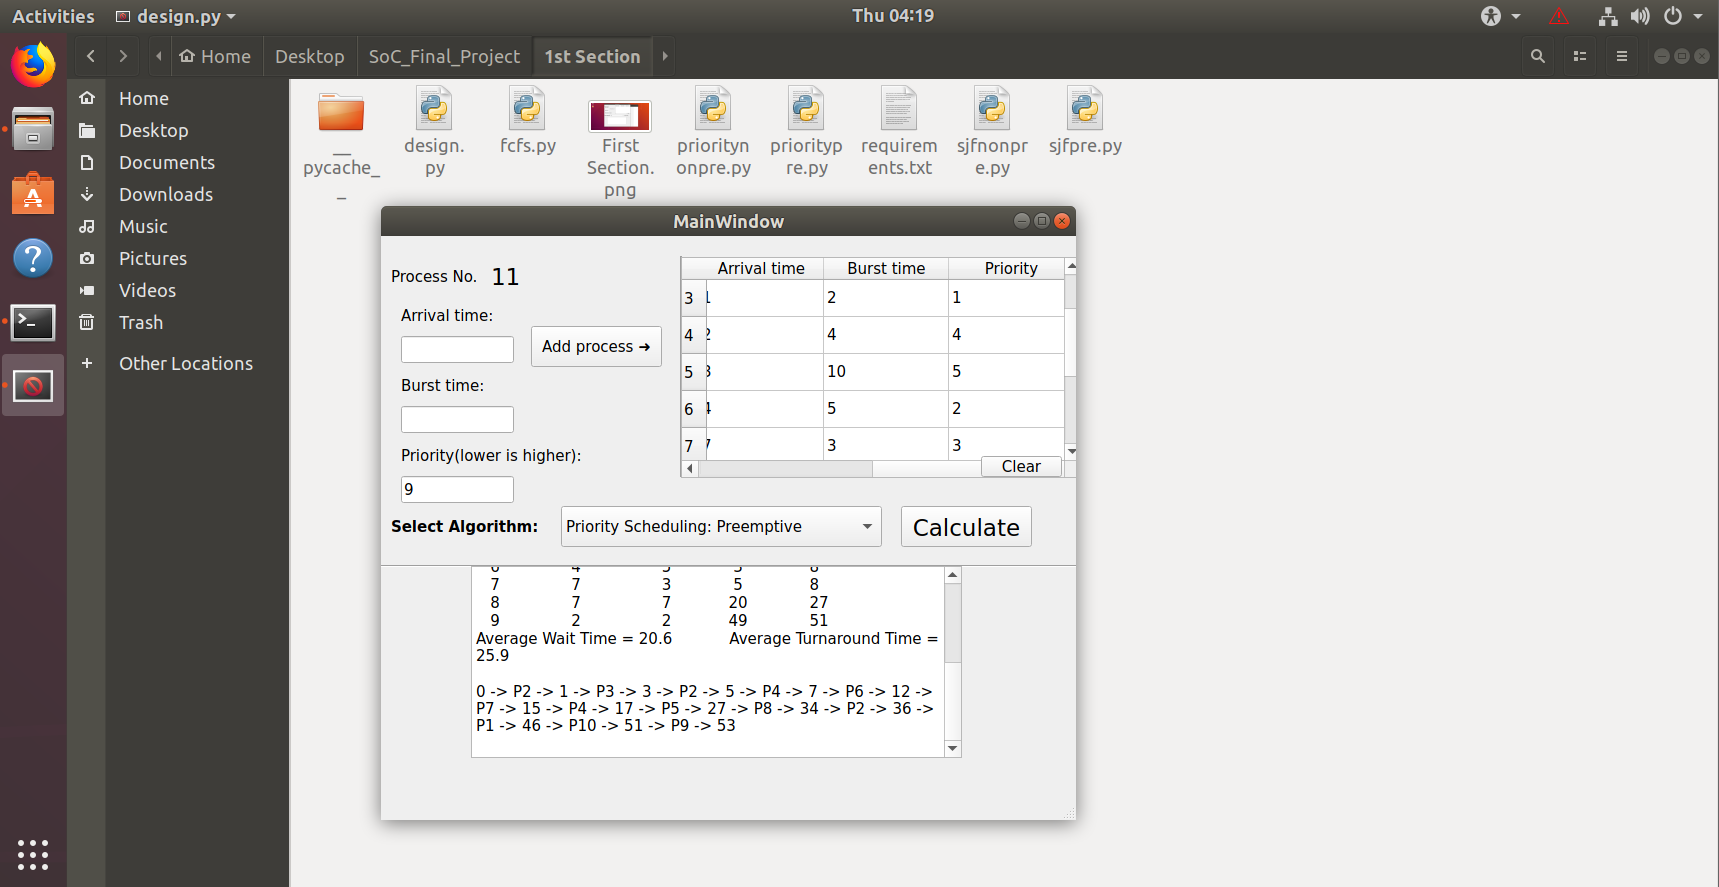 Activities design.py Thu 04:19
Home Desktop SoC_Final_Project 1st Section
Home
Desktop
Documents
Downloads
Music
Pictures
Videos
Trash
Other Locations
__pycache__
design.py
fcfs.py
First Section.png
prioritynonpre.py
prioritypre.py
requirements.txt
sjfnonpre.py
sjfpre.py
MainWindow
Process No. 11
Arrival time:
Add process ➔
Burst time:
Priority(lower is higher):
9
Arrival time Burst time Priority
3 1 2 1
4 2 4 4
5 3 10 5
6 4 5 2
7 7 3 3
Clear
Select Algorithm: Priority Scheduling: Preemptive Calculate
7 7 3 5 8
8 7 7 20 27
9 2 2 49 51
Average Wait Time = 20.6 Average Turnaround Time =
25.9
0 -> P2 -> 1 -> P3 -> 3 -> P2 -> 5 -> P4 -> 7 -> P6 -> 12 ->
P7 -> 15 -> P4 -> 17 -> P5 -> 27 -> P8 -> 34 -> P2 -> 36 ->
P1 -> 46 -> P10 -> 51 -> P9 -> 53